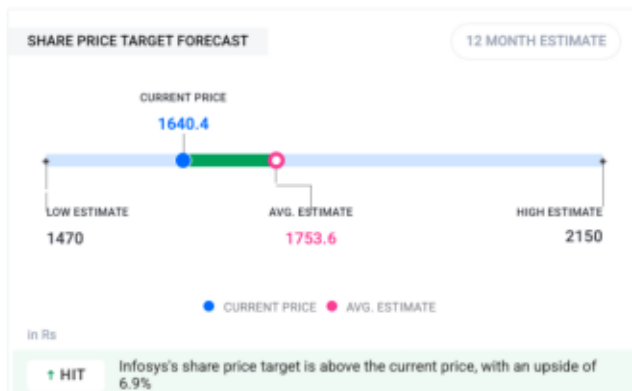 SHARE PRICE TARGET FORECAST
12 MONTH ESTIMATE
CURRENT PRICE
1640.4
LOW ESTIMATE
AVG. ESTIMATE
HIGH ESTIMATE
1470
1753.6
2150
CURRENT PRICE
AVG. ESTIMATE
in Rs
↑ HIT
Infosys's share price target is above the current price, with an upside of
6.9%